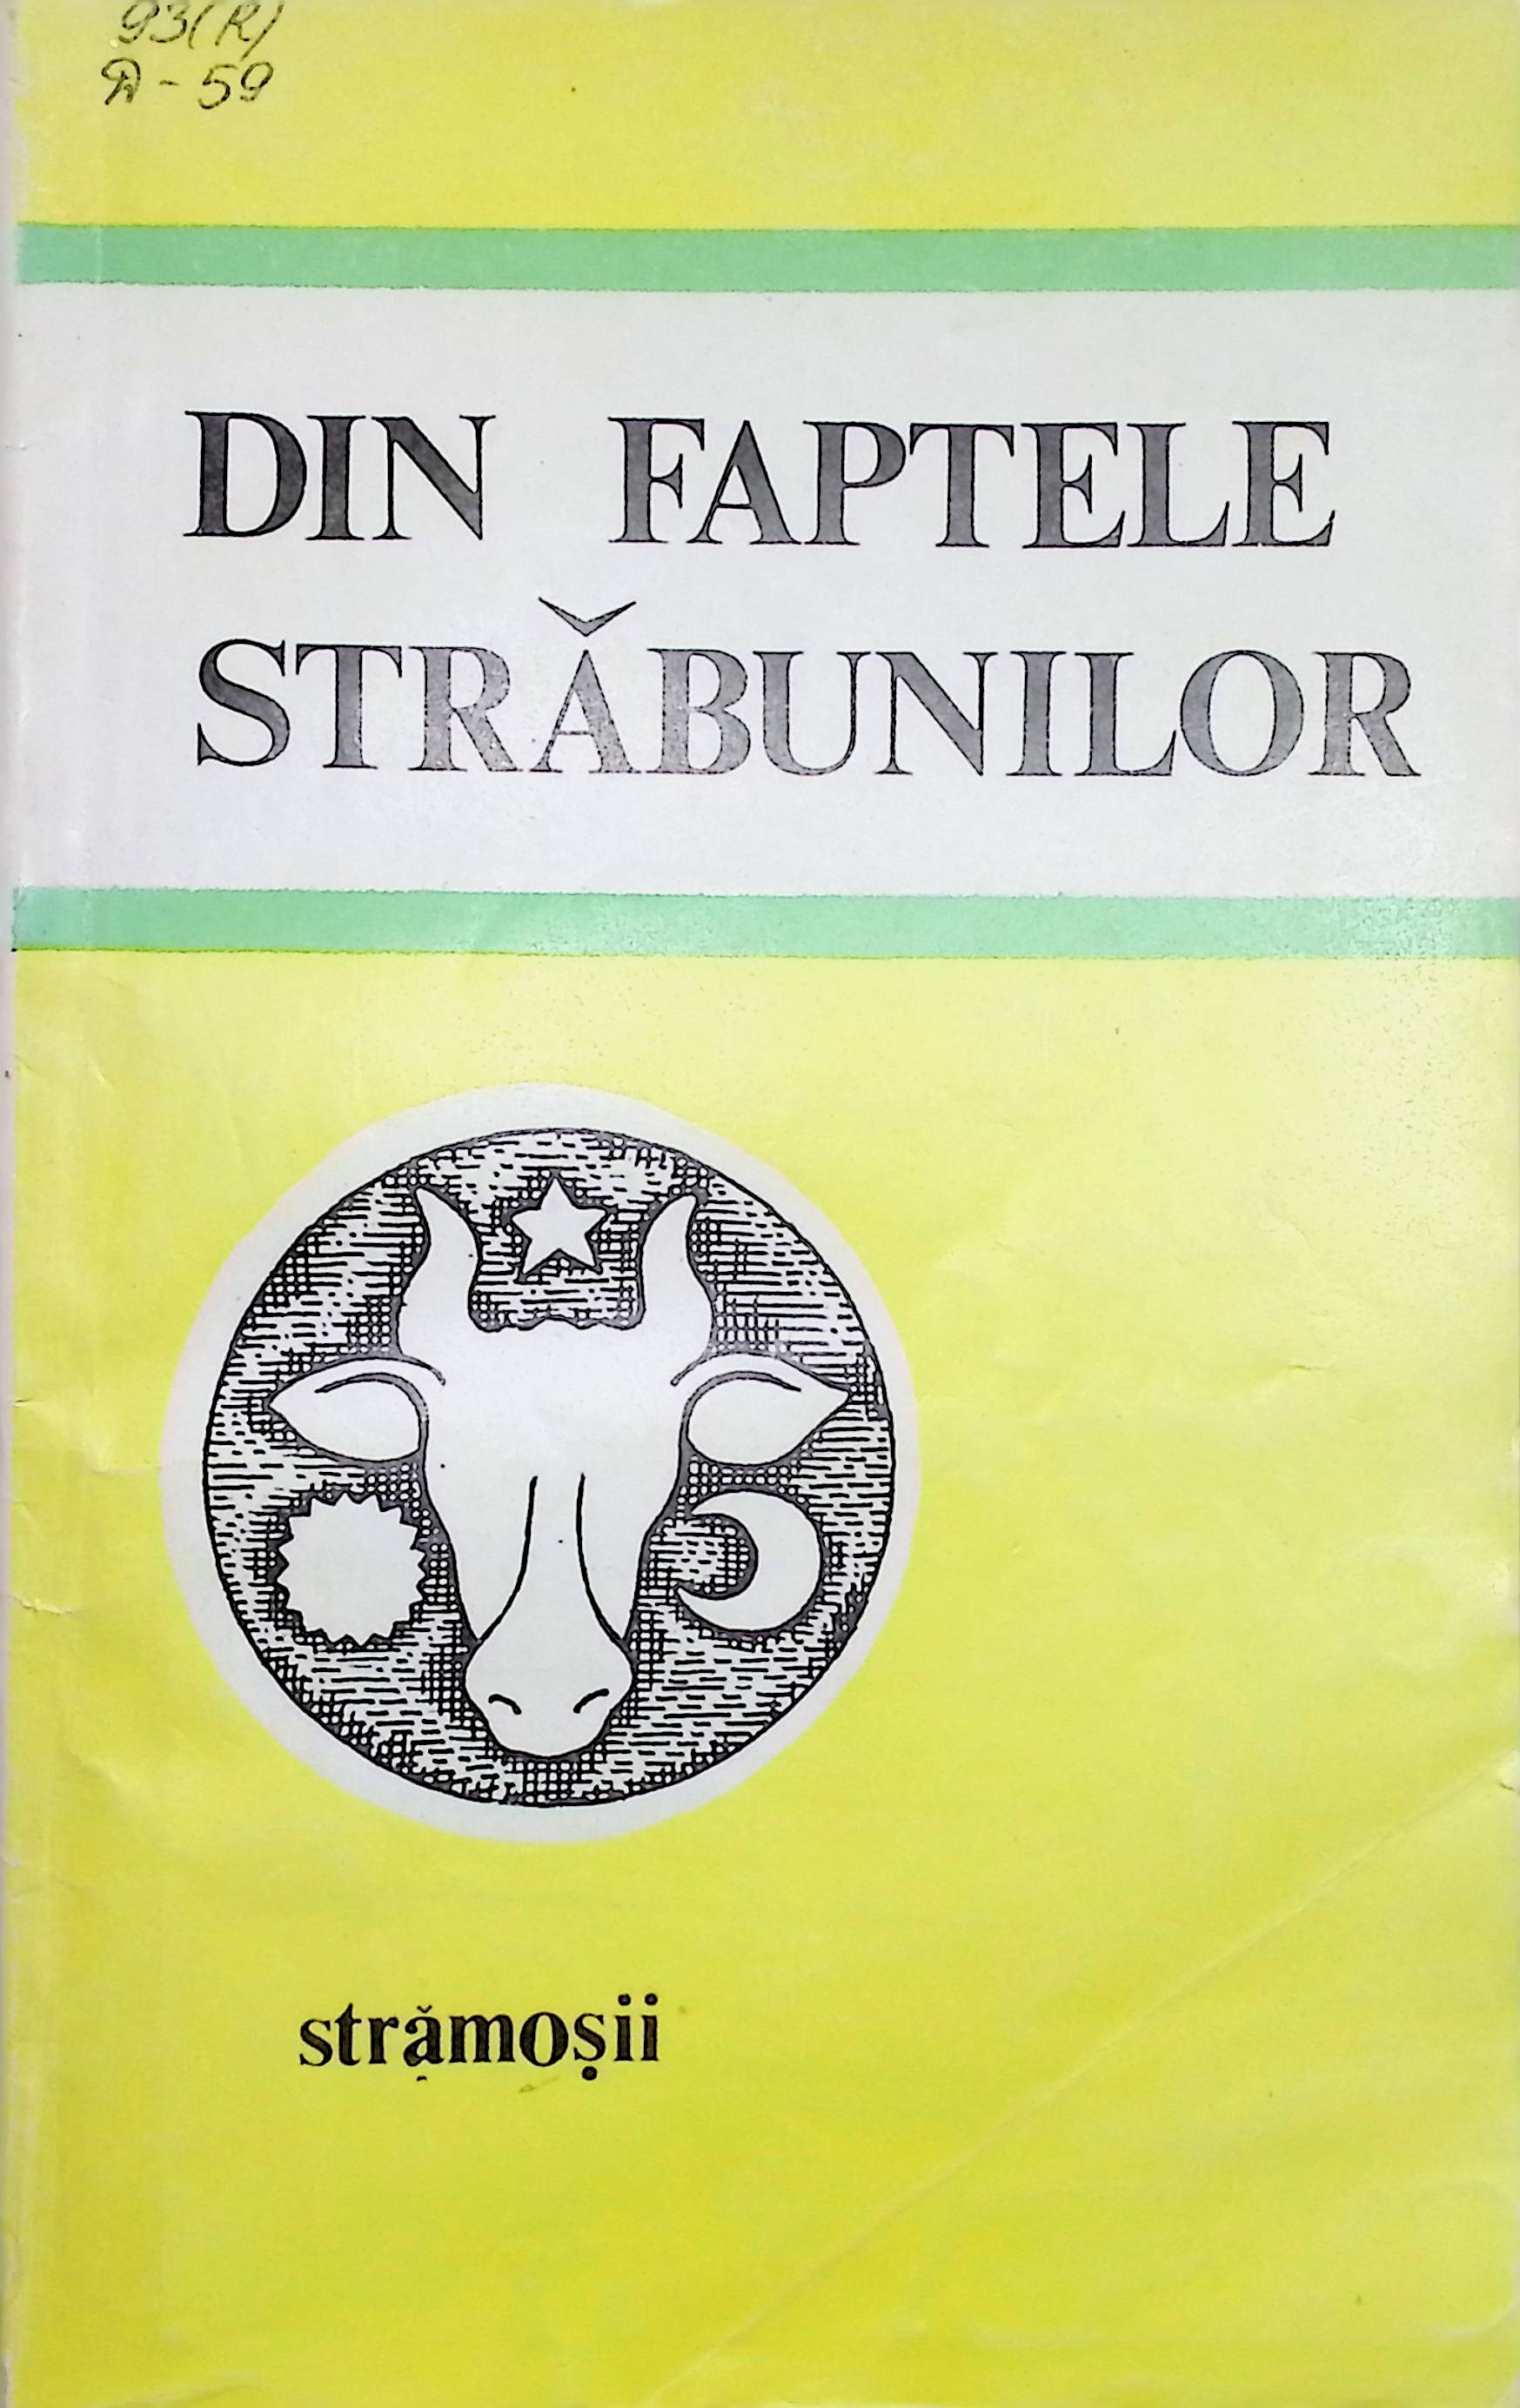 93(R)
D-59
DIN FAPTELE
STRĂBUNILOR
strămoșii